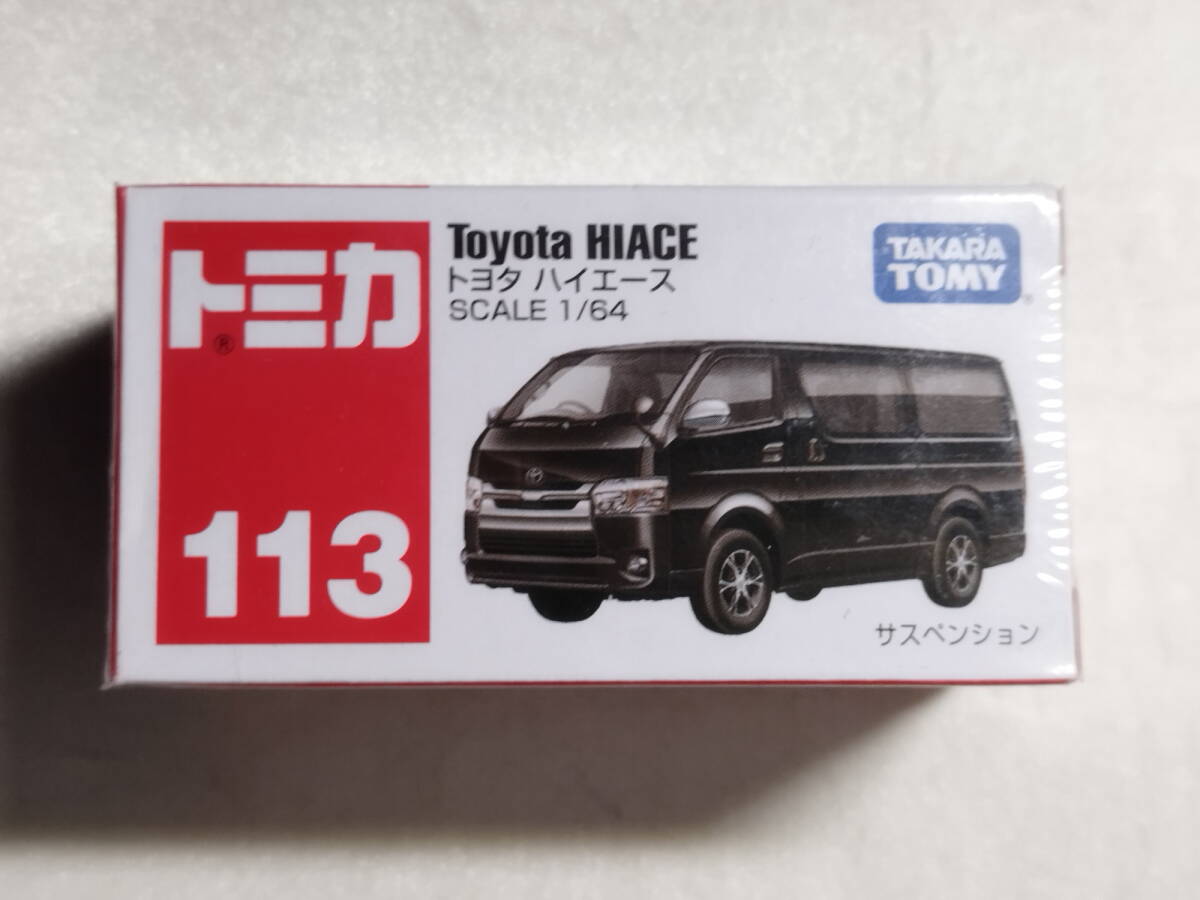 トミカ®
113
Toyota HIACE
トヨタ ハイエース
SCALE 1/64
TAKARA
TOMY®
サスペンション